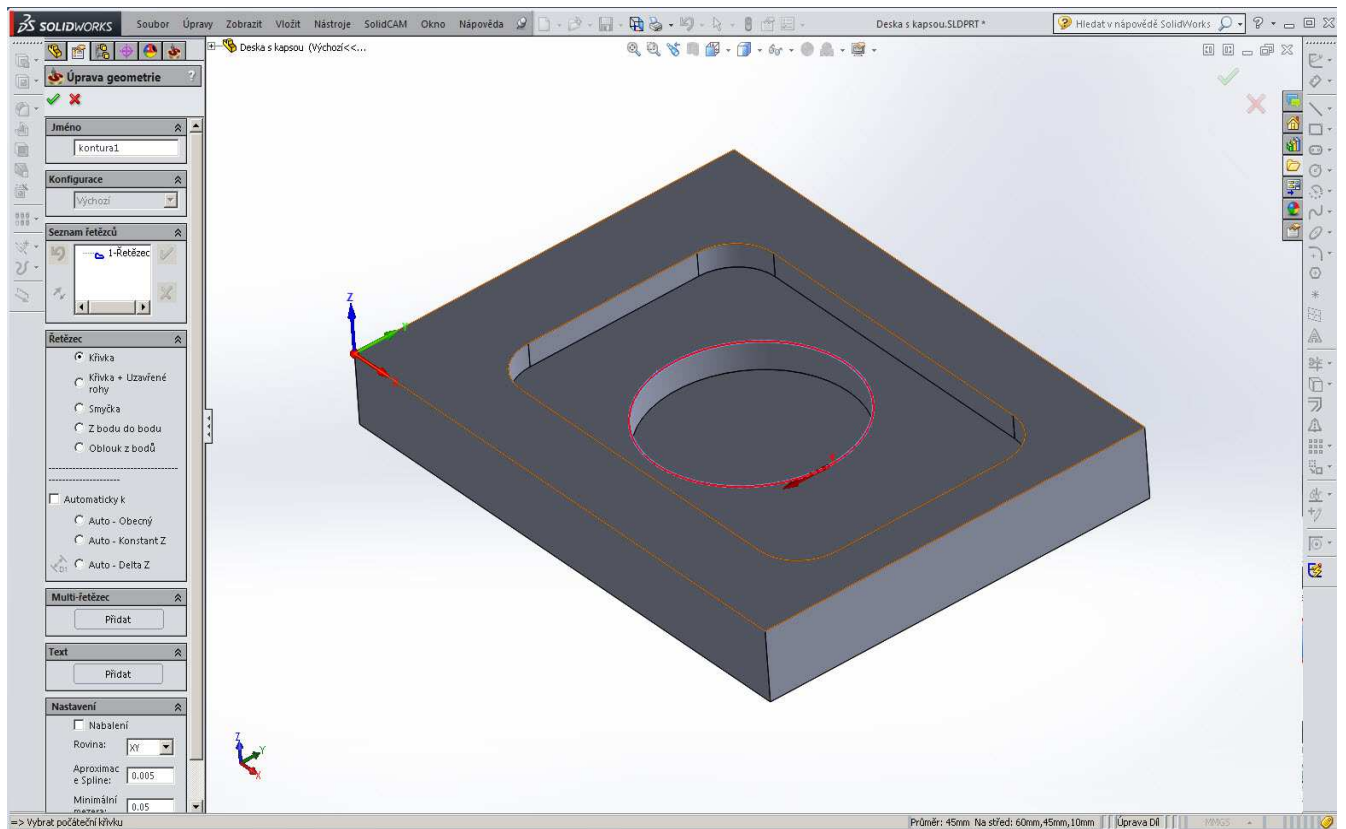 SOLIDWORKS Soubor Úpravy Zobrazit Vložit Nástroje SolidCAM Okno Nápověda Deska s kapsou.SLDPRT * Hledat v nápovědě SolidWorks
Deska s kapsou (Výchozí<<...
Úprava geometrie ?
Jméno
kontura1
Konfigurace
Výchozí
Seznam řetězců
1-Řetězec
Řetězec
Křivka
Křivka + Uzavřené
rohy
Smyčka
Z bodu do bodu
Oblouk z bodů
Automaticky k
Auto - Obecný
Auto - Konstant Z
Auto - Delta Z
Multi-řetězec
Přidat
Text
Přidat
Nastavení
Nabalení
Rovina: XY
Aproximac
e Spline: 0.005
Minimální
0.05
Z
Z
Y
X
=> Vybrat počáteční křivku
Průměr: 45mm Na střed: 60mm,45mm,10mm Úprava Díl MMGS